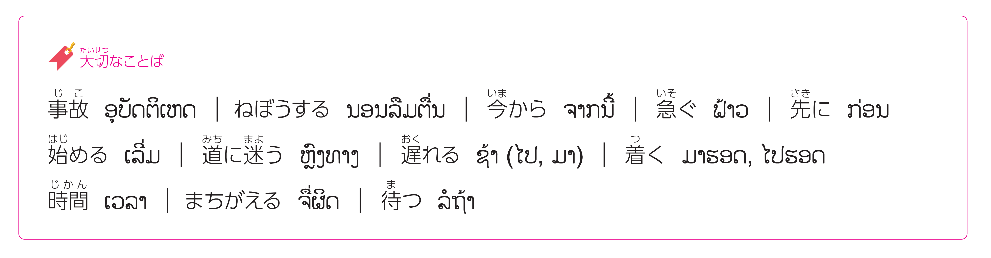 大切なことば
事故 ອຸບັດຕິເຫດ | ねぼうする ນອນລືມຕື່ນ | 今から ຈາກນີ້ | 急ぐ ຟ້າວ | 先に ກ່ອນ
始める ເລີ່ມ | 道に迷う ຫຼົງທາງ | 遅れる ຊ້າ (ໄປ, ມາ) | 着く ມາຮອດ, ໄປຮອດ
時間 ເວລາ | まちがえる ຈື່ຜິດ | 待つ ລໍຖ້າ